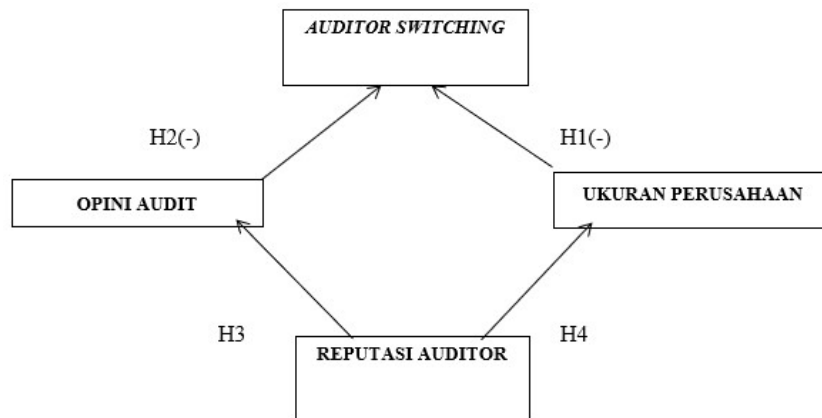 AUDITOR SWITCHING
H2(-)
H1(-)
OPINI AUDIT
UKURAN PERUSAHAAN
H3
H4
REPUTASI AUDITOR